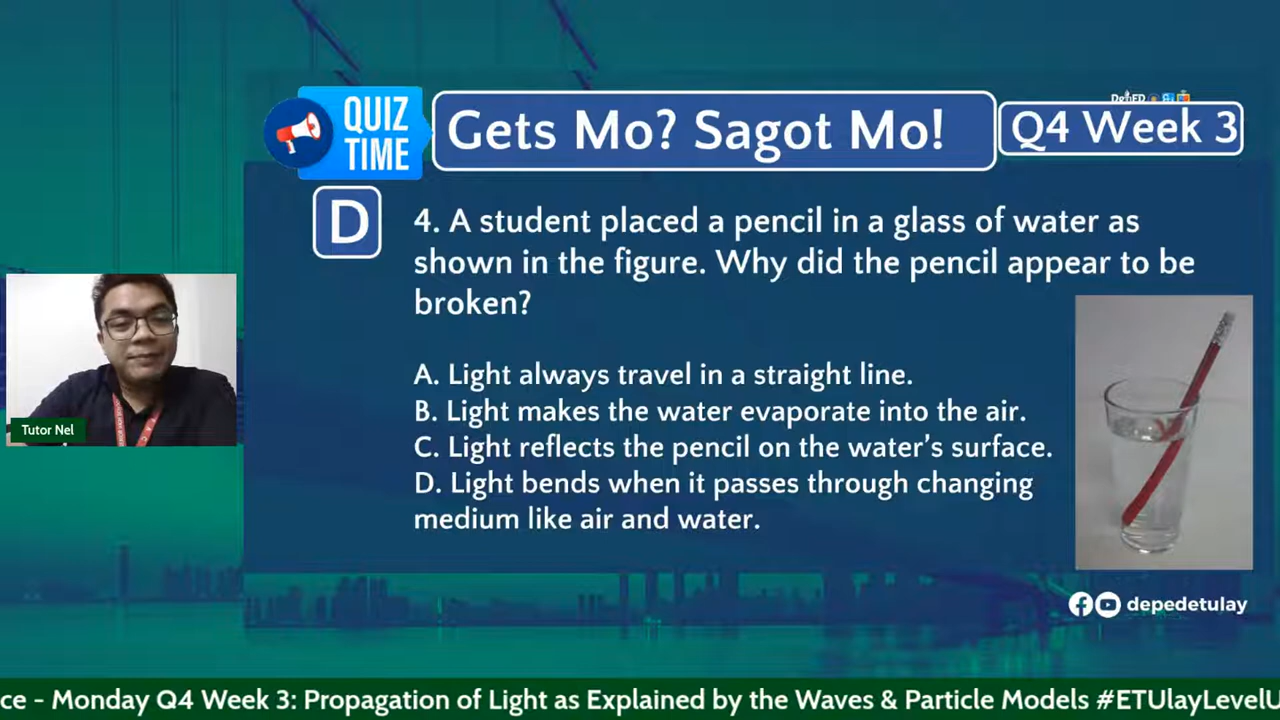 QUIZ
TIME
Gets Mo? Sagot Mo!
DepED
Q4 Week 3
D
4. A student placed a pencil in a glass of water as
shown in the figure. Why did the pencil appear to be
broken?
A. Light always travel in a straight line.
B. Light makes the water evaporate into the air.
C. Light reflects the pencil on the water’s surface.
D. Light bends when it passes through changing
medium like air and water.
Tutor Nel
depedetulay
ce - Monday Q4 Week 3: Propagation of Light as Explained by the Waves & Particle Models #ETUlayLevelU